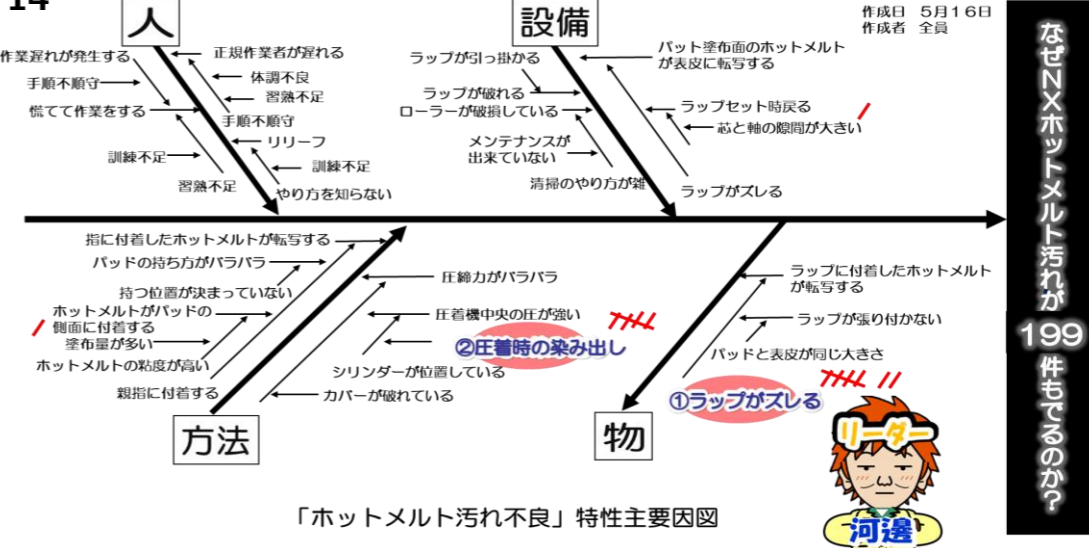 14
人
設備
作成日 5月16日
作成者 全員
作業遅れが発生する
正規作業者が遅れる
手順不順守
体調不良
習熟不足
慌てて作業をする
手順不順守
リリーフ
訓練不足
訓練不足
習熟不足
やり方を知らない
ラップが引っ掛かる
パット塗布面のホットメルト
が表皮に転写する
ラップが破れる
ローラーが破損している
ラップセット時戻る
芯と軸の隙間が大きい
メンテナンスが
出来ていない
清掃のやり方が雑
ラップがズレる
指に付着したホットメルトが転写する
パッドの持ち方がバラバラ
持つ位置が決まっていない
ホットメルトがパッドの
側面に付着する
塗布量が多い
ホットメルトの粘度が高い
親指に付着する
圧締力がバラバラ
圧着機中央の圧が強い
②圧着時の染み出し
シリンダーが位置している
カバーが破れている
ラップに付着したホットメルト
が転写する
ラップが張り付かない
パッドと表皮が同じ大きさ
①ラップがズレる
方法
物
リーダー
河邊
「ホットメルト汚れ不良」特性主要因図
なぜNXホットメルト汚れが
199
件もでるのか?